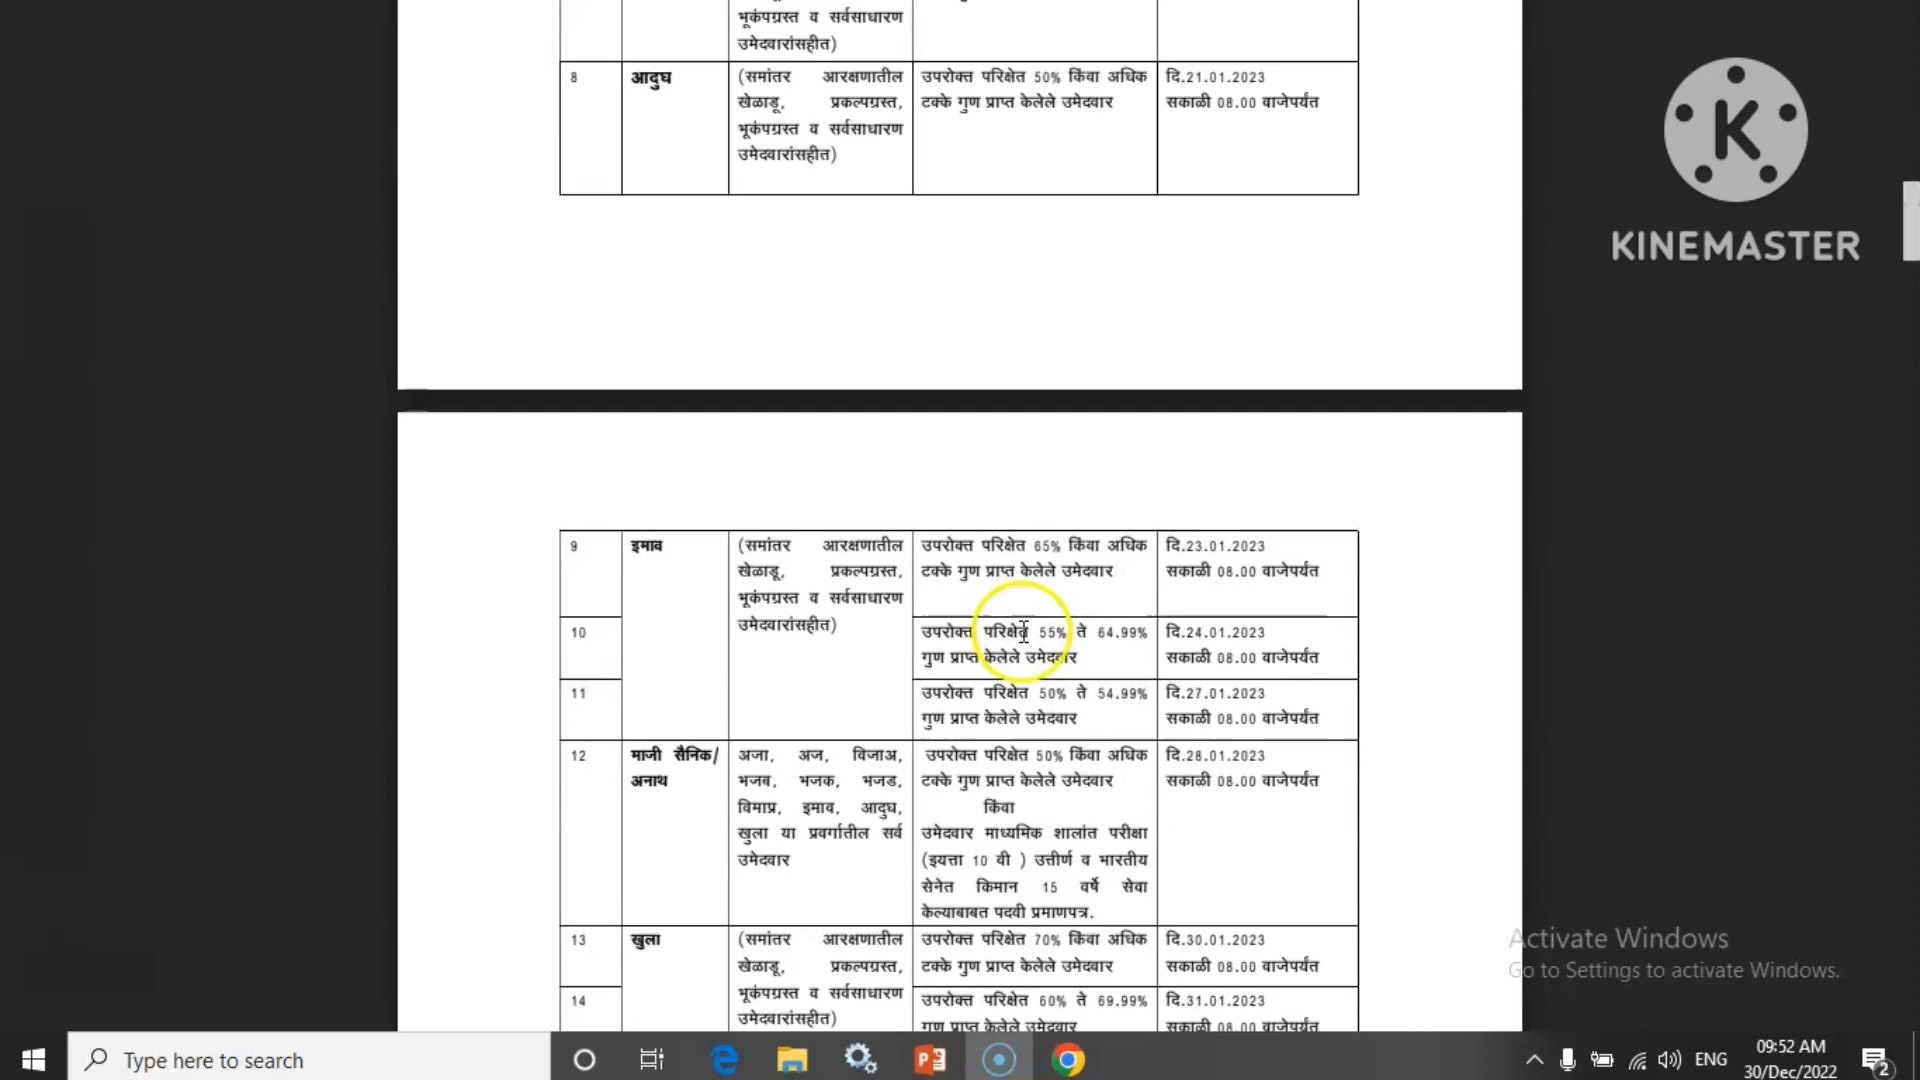 भूकंपग्रस्त व सर्वसाधारण
उमेदवारांसहीत)
8
आदुघ
(समांतर आरक्षणातील
खेळाडू, प्रकल्पग्रस्त,
भूकंपग्रस्त व सर्वसाधारण
उमेदवारांसहीत)
उपरोक्त परिक्षेत 50% किंवा अधिक
टक्के गुण प्राप्त केलेले उमेदवार
दि.21.01.2023
सकाळी 08.00 वाजेपर्यंत
KINEMASTER
9
इमाव
(समांतर आरक्षणातील
खेळाडू, प्रकल्पग्रस्त,
भूकंपग्रस्त व सर्वसाधारण
उमेदवारांसहीत)
उपरोक्त परिक्षेत 65% किंवा अधिक
टक्के गुण प्राप्त केलेले उमेदवार
दि.23.01.2023
सकाळी 08.00 वाजेपर्यंत
10
उपरोक्त परिक्षेत 55% ते 64.99%
गुण प्राप्त केलेले उमेदवार
दि.24.01.2023
सकाळी 08.00 वाजेपर्यंत
11
उपरोक्त परिक्षेत 50% ते 54.99%
गुण प्राप्त केलेले उमेदवार
दि.27.01.2023
सकाळी 08.00 वाजेपर्यंत
12
माजी सैनिक/
अनाथ
अजा, अज, विजाअ,
भजब, भजक, भजड,
विमाप्र, इमाव, आदुघ,
खुला या प्रवर्गातील सर्व
उमेदवार
उपरोक्त परिक्षेत 50% किंवा अधिक
टक्के गुण प्राप्त केलेले उमेदवार
किंवा
उमेदवार माध्यमिक शालांत परीक्षा
(इयत्ता 10 वी ) उत्तीर्ण व भारतीय
सेनेत किमान 15 वर्षे सेवा
केल्याबाबत पदवी प्रमाणपत्र.
दि.28.01.2023
सकाळी 08.00 वाजेपर्यंत
13
खुला
(समांतर आरक्षणातील
खेळाडू, प्रकल्पग्रस्त,
भूकंपग्रस्त व सर्वसाधारण
उमेदवारांसहीत)
उपरोक्त परिक्षेत 70% किंवा अधिक
टक्के गुण प्राप्त केलेले उमेदवार
दि.30.01.2023
सकाळी 08.00 वाजेपर्यंत
14
उपरोक्त परिक्षेत 60% ते 69.99%
गुण प्राप्त केलेले उमेदवार
दि.31.01.2023
सकाळी 08.00 वाजेपर्यंत
Activate Windows
Go to Settings to activate Windows.
Type here to search
ENG
09:52 AM
30/Dec/2022
2